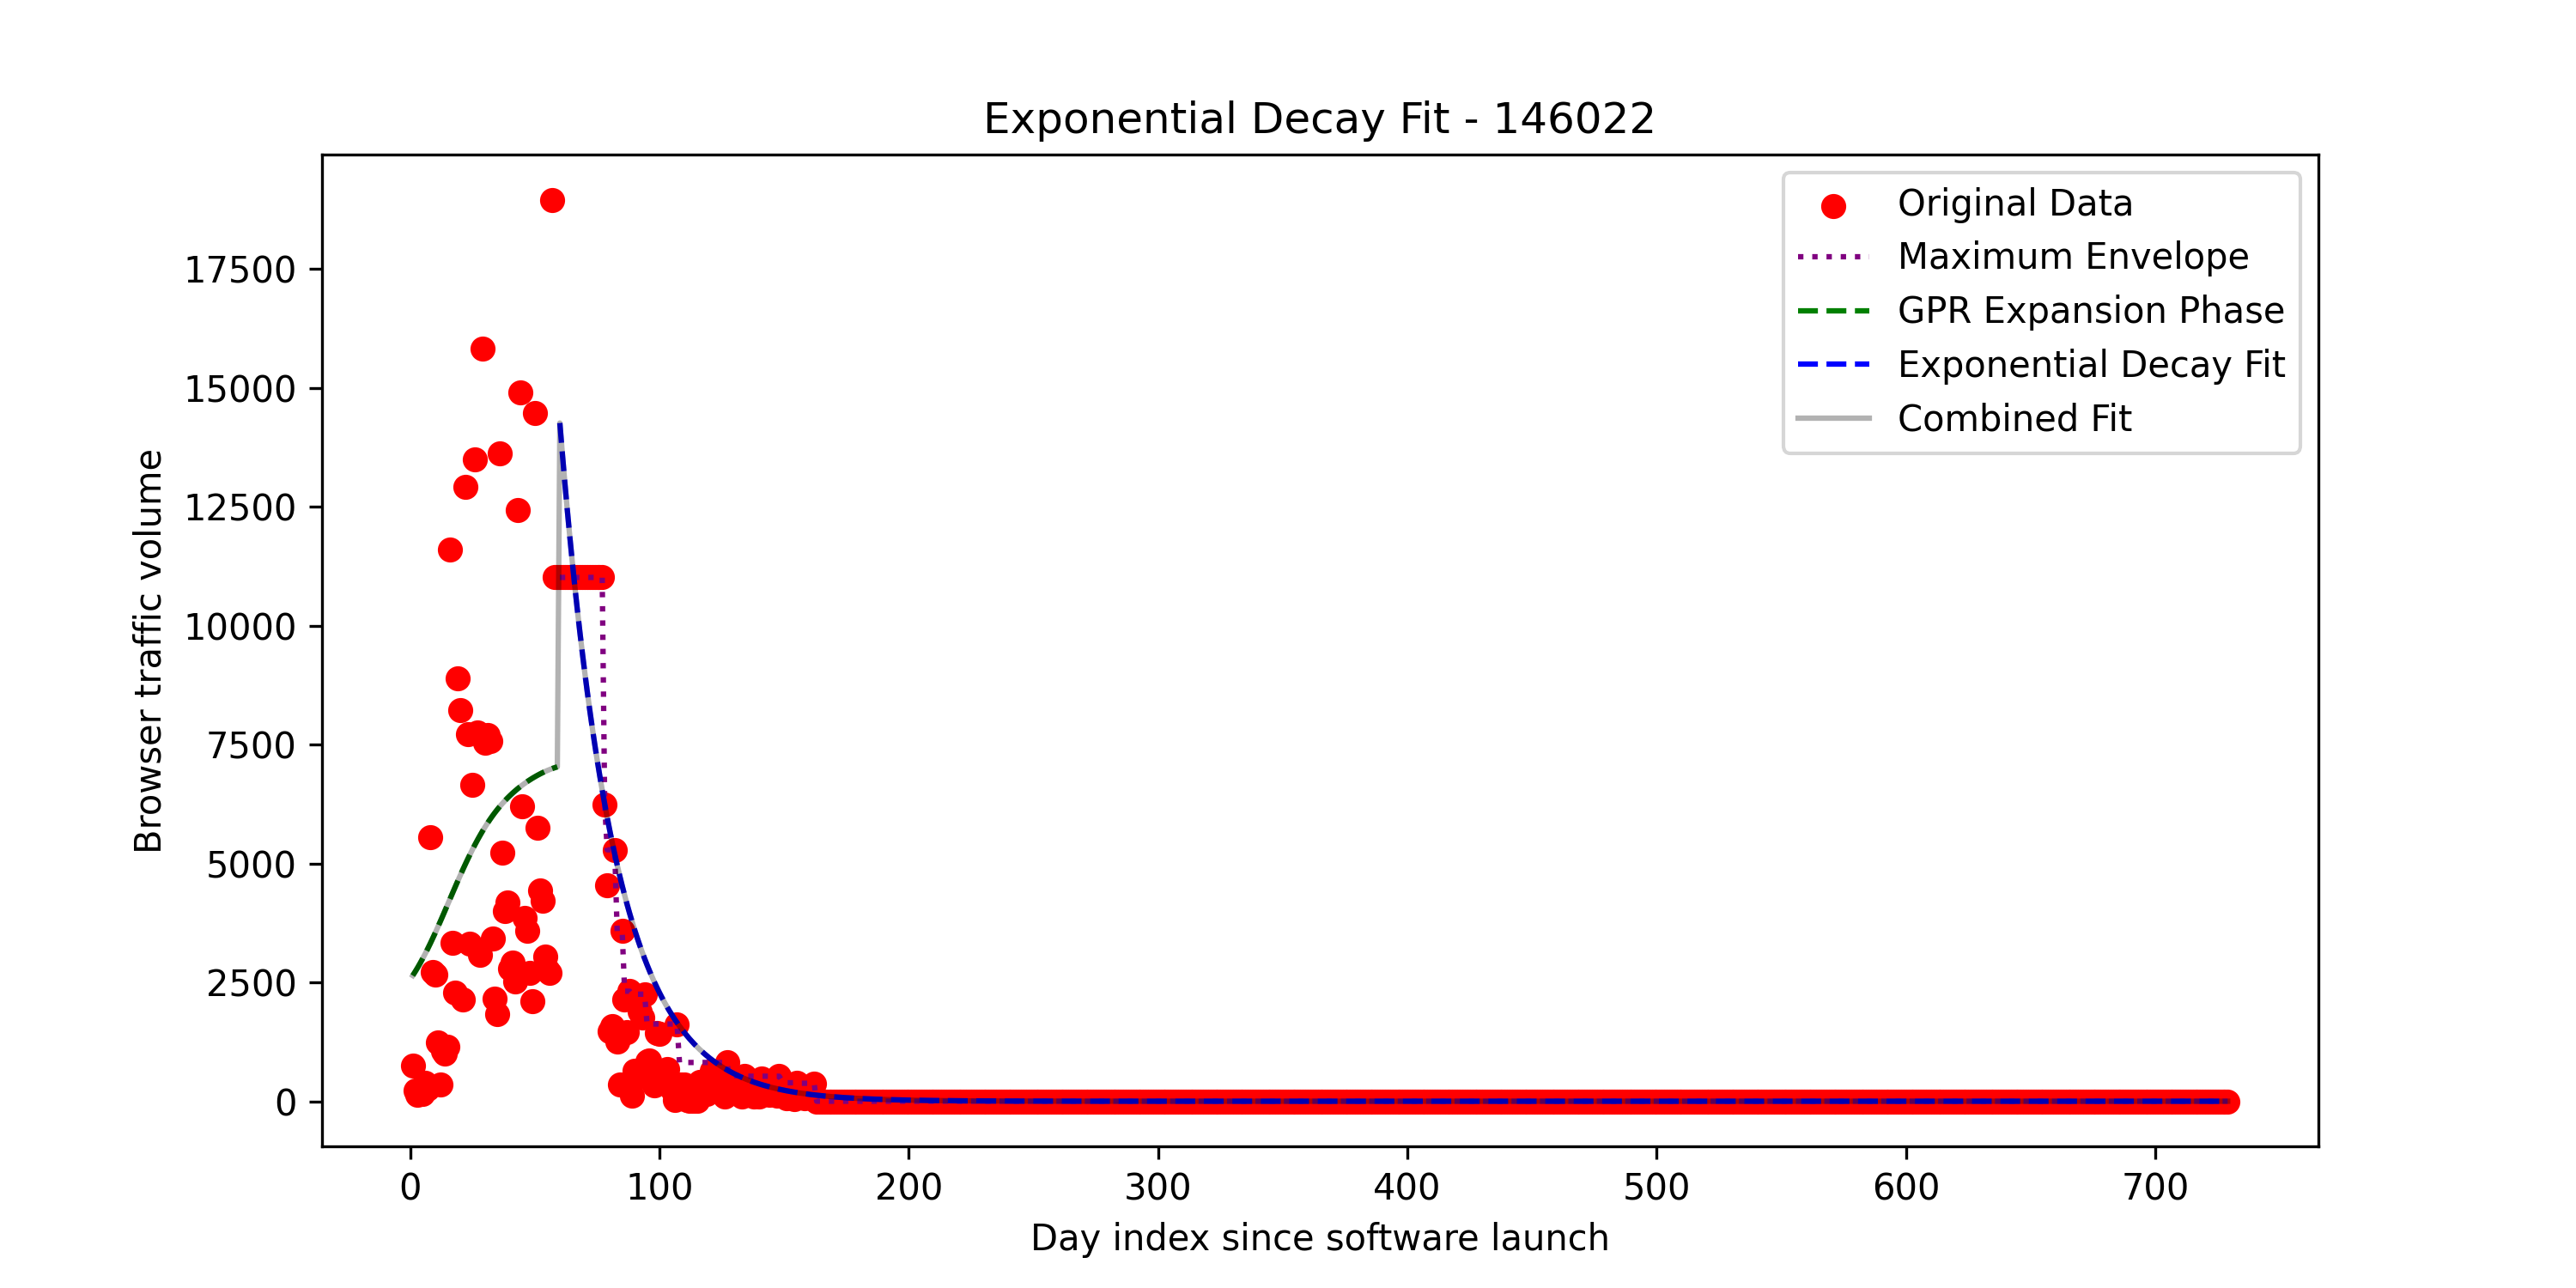 Exponential Decay Fit - 146022
Original Data
Maximum Envelope
GPR Expansion Phase
Exponential Decay Fit
Combined Fit
Browser traffic volume
17500
15000
12500
10000
7500
5000
2500
0
0 100 200 300 400 500 600 700
Day index since software launch